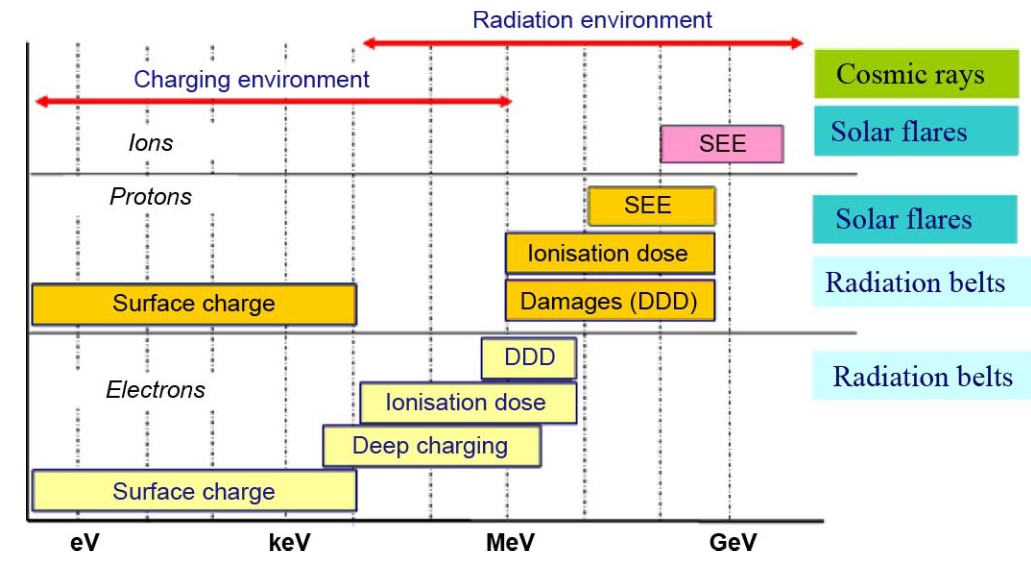 Radiation environment
Charging environment
Cosmic rays
Ions
SEE
Solar flares
Protons
SEE
Solar flares
Ionisation dose
Radiation belts
Surface charge
Damages (DDD)
DDD
Electrons
Ionisation dose
Radiation belts
Deep charging
Surface charge
eV keV MeV GeV